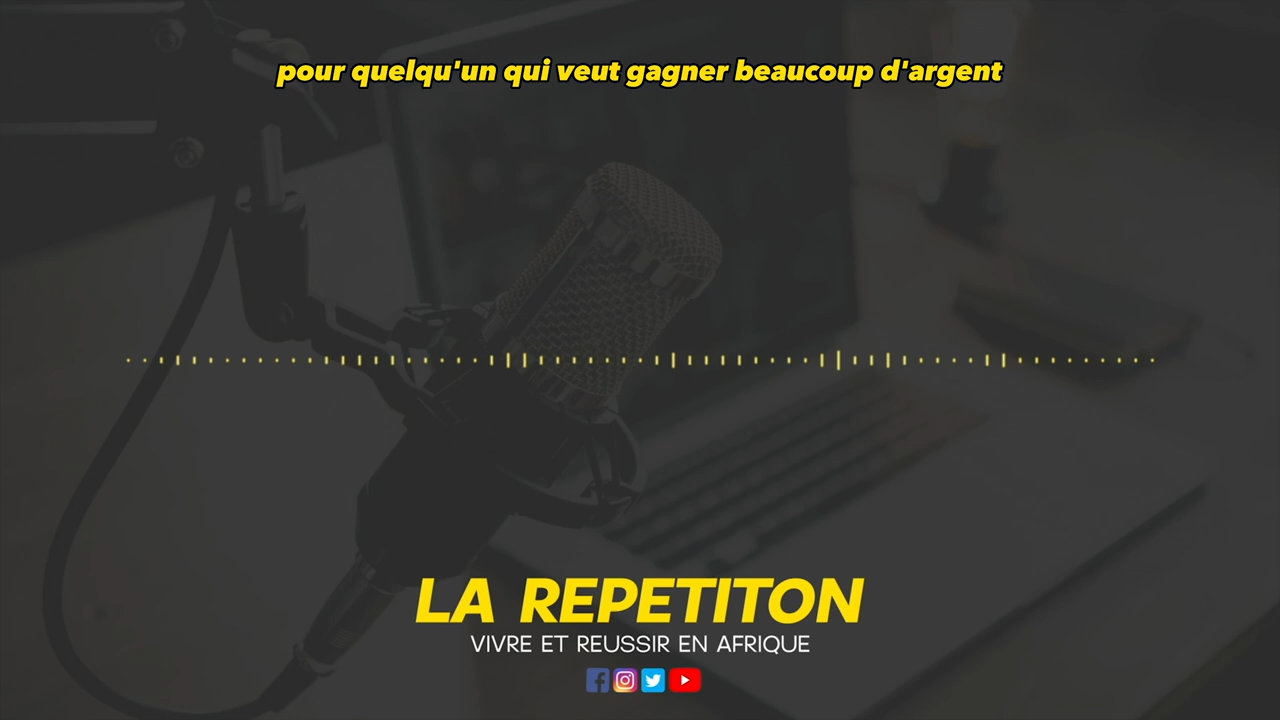 pour quelqu'un qui veut gagner beaucoup d'argent
LA REPETITON
VIVRE ET REUSSIR EN AFRIQUE